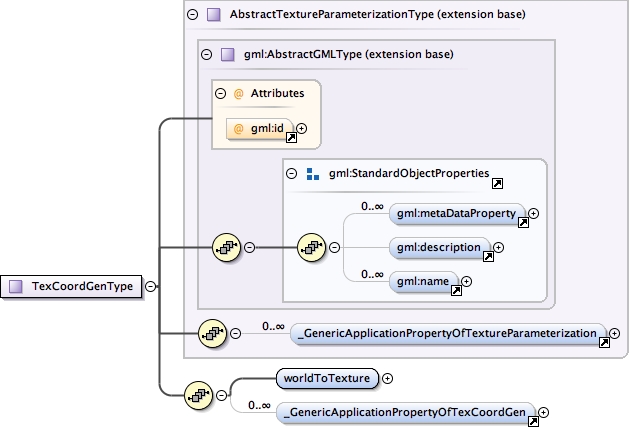 AbstractTextureParameterizationType (extension base)
gml:AbstractGMLType (extension base)
@ Attributes
@ gml:id
gml:StandardObjectProperties
0..∞
gml:metaDataProperty
gml:description
0..∞
gml:name
TexCoordGenType
0..∞
_GenericApplicationPropertyOfTextureParameterization
worldToTexture
0..∞
_GenericApplicationPropertyOfTexCoordGen